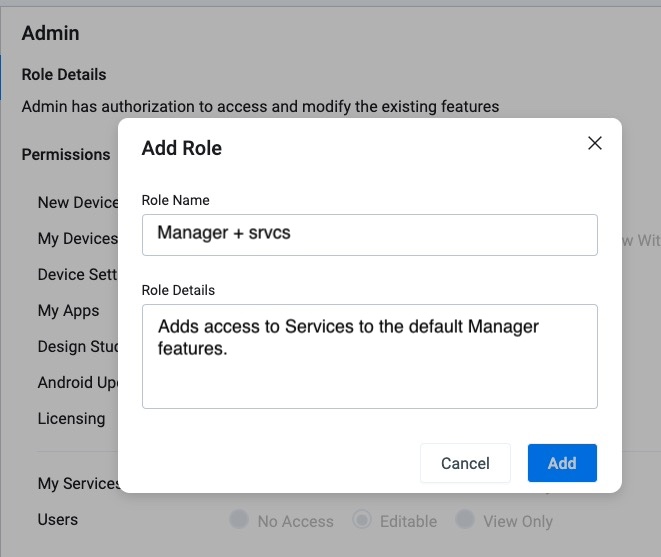 Admin
Role Details
Admin has authorization to access and modify the existing features
Permissions
Add Role
Role Name
Manager + srvcs
Role Details
Adds access to Services to the default Manager
features.
Cancel
Add
New Device
My Devices
Device Sett
My Apps
Design Stud
Android Up
Licensing
My Services
Users
No Access
Editable
View Only